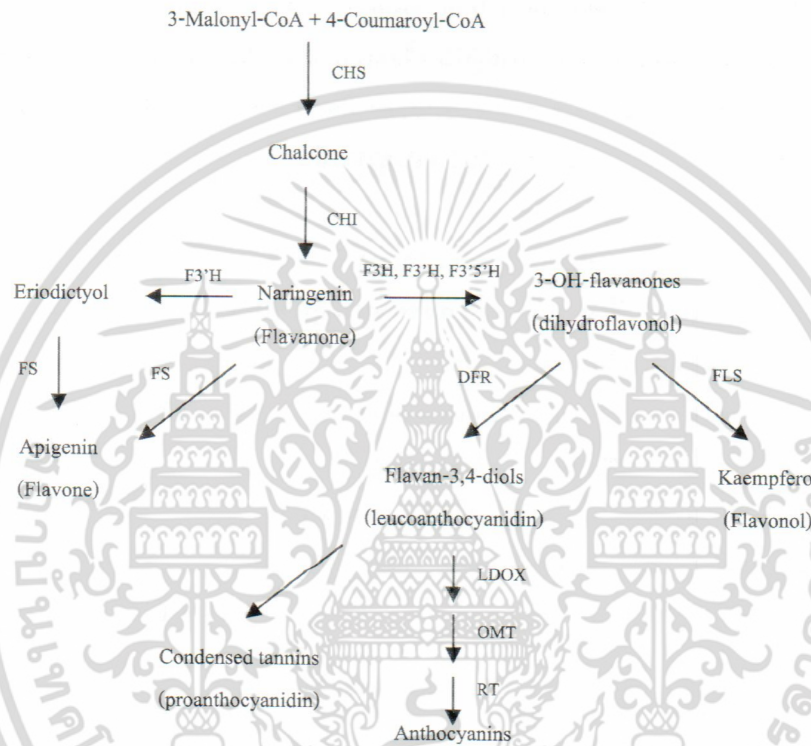 3-Malonyl-CoA + 4-Coumaroyl-CoA
CHS
Chalcone
CHI
Eriodictyol
F3'H
Naringenin
(Flavanone)
F3H, F3'H, F3'5'H
3-OH-flavanones
(dihydroflavonol)
FS
FS
DFR
FLS
Apigenin
(Flavone)
Flavan-3,4-diols
(leucoanthocyanidin)
Kaempfero
(Flavonol)
LDOX
OMT
Condensed tannins
(proanthocyanidin)
RT
Anthocyanins